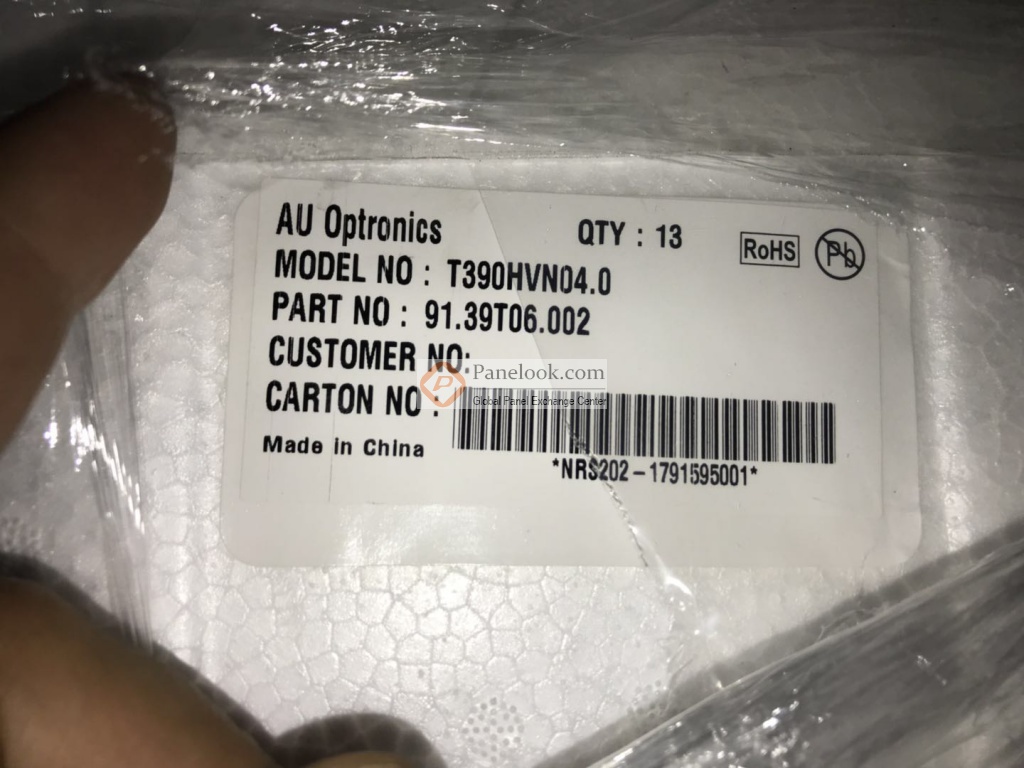 AU Optronics QTY : 13
RoHS Pb
MODEL NO : T390HVN04.0
PART NO : 91.39T06.002
CUSTOMER NO:
Panelook.com
CARTON NO :
Global Panel Exchange Center
Made in China
*NRS202-1791595001*